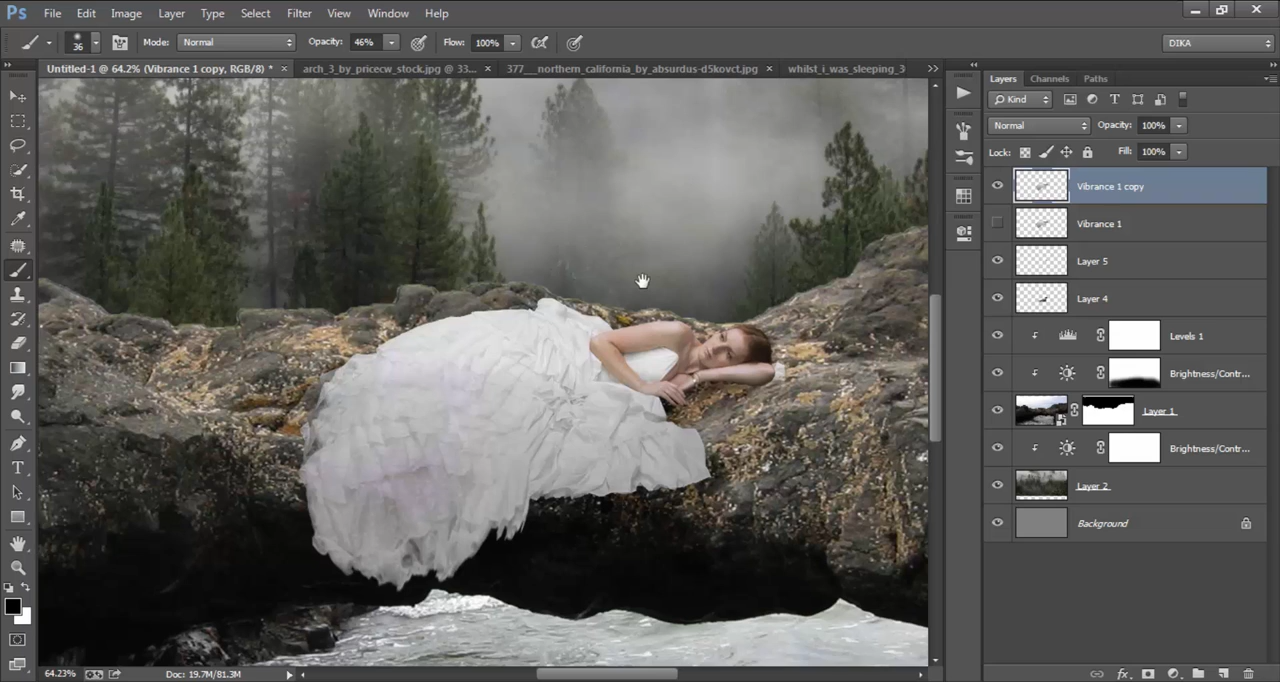 Ps File Edit Image Layer Type Select Filter View Window Help
36 Mode: Normal Opacity: 46% Flow: 100% DIKA
Untitled-1 @ 64.2% (Vibrance 1 copy, RGB/8) * × arch_3_by_pricecw_stock.jpg @ 33... × 377__northern_california_by_absurdus-d5kovct.jpg × whilst_i_was_sleeping_3 »
Layers Channels Paths
Kind
Normal Opacity: 100%
Lock: Fill: 100%
Vibrance 1 copy
Vibrance 1
Layer 5
Layer 4
Levels 1
Brightness/Contr...
Layer 1
Brightness/Contr...
Layer 2
Background
64.23% Doc: 19.7M/81.3M